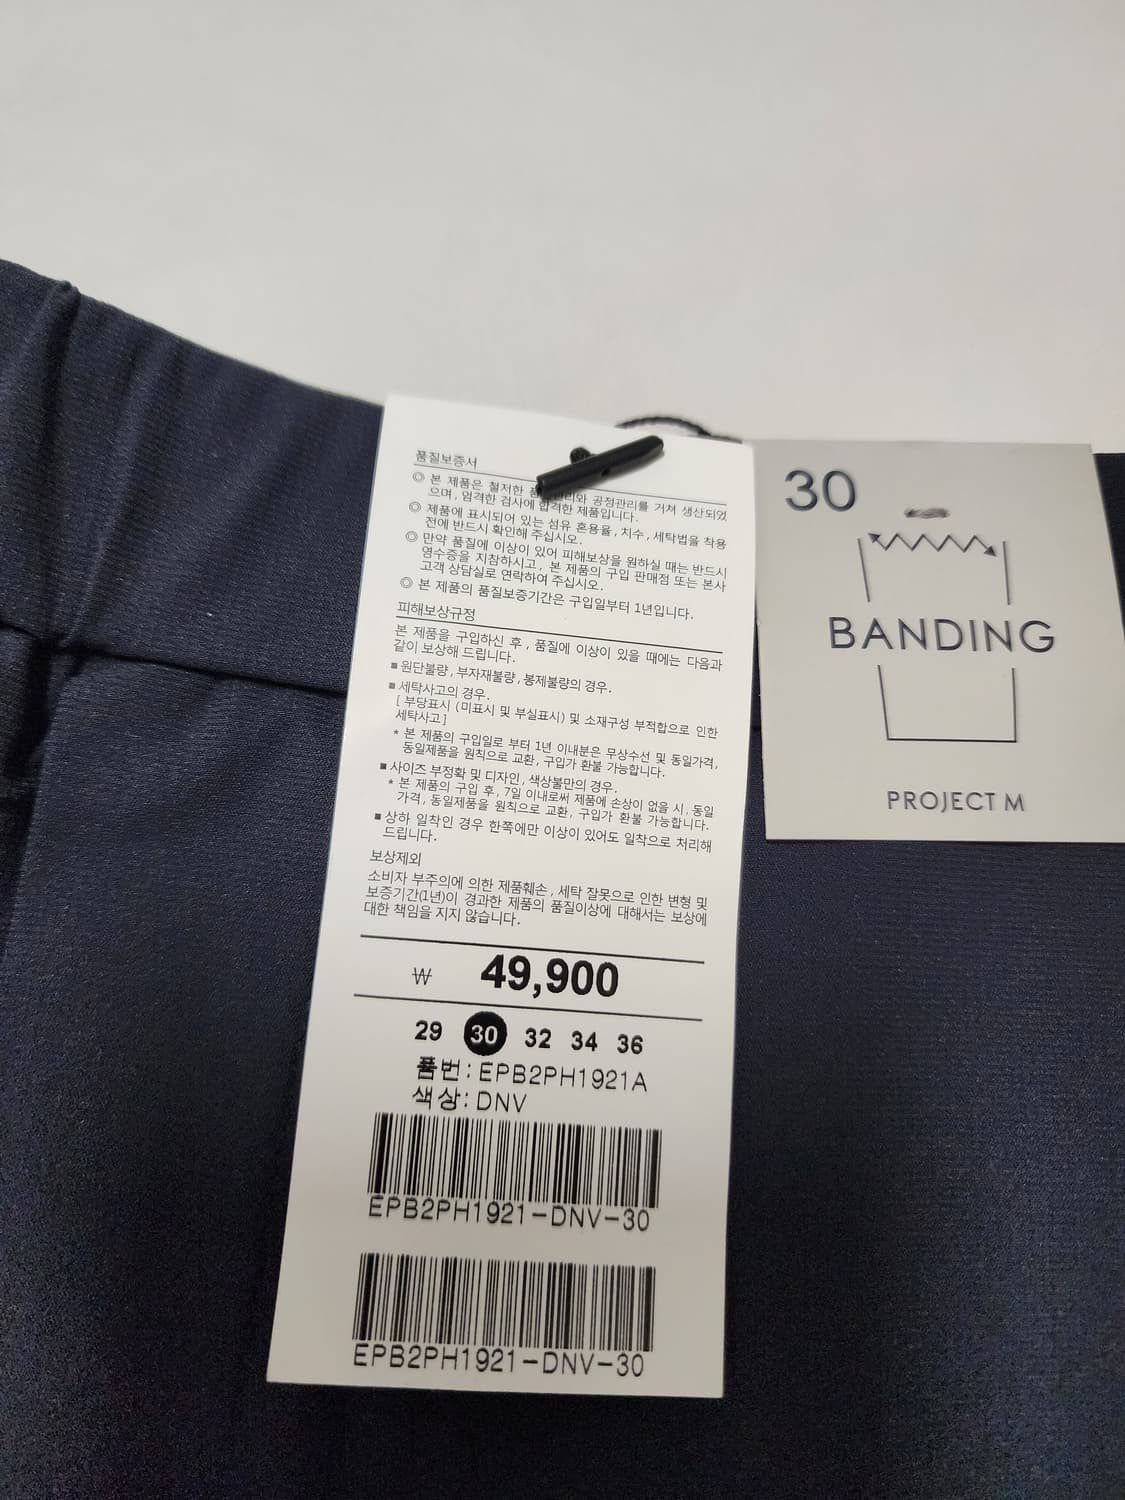 품질보증서
◎ 본 제품은 철저한 품 관리와 공정관리를 거쳐 생산되었
으며, 엄격한 검사에 합격한 제품입니다.
◎ 제품에 표시되어 있는 섬유 혼용율, 치수, 세탁법을 착용
전에 반드시 확인해 주십시오.
◎ 만약 품질에 이상이 있어 피해보상을 원하실 때는 반드시
영수증을 지참하시고, 본 제품의 구입 판매점 또는 본사
고객 상담실로 연락하여 주십시오.
◎ 본 제품의 품질보증기간은 구입일부터 1년입니다.
피해보상규정
본 제품을 구입하신 후, 품질에 이상이 있을 때에는 다음과
같이 보상해 드립니다.
■ 원단불량, 부자재불량, 봉제불량의 경우.
■ 세탁사고의 경우.
[ 부당표시 (미표시 및 부실표시) 및 소재구성 부적합으로 인한
세탁사고 ]
* 본 제품의 구입일로 부터 1년 이내분은 무상수선 및 동일가격,
동일제품을 원칙으로 교환, 구입가 환불 가능합니다.
■ 사이즈 부정확 및 디자인, 색상불만의 경우.
* 본 제품의 구입 후, 7일 이내로써 제품에 손상이 없을 시, 동일
가격, 동일제품을 원칙으로 교환, 구입가 환불 가능합니다.
■ 상하 일착인 경우 한쪽에만 이상이 있어도 일착으로 처리해
드립니다.
보상제외
소비자 부주의에 의한 제품훼손, 세탁 잘못으로 인한 변형 및
보증기간(1년)이 경과한 제품의 품질이상에 대해서는 보상에
대한 책임을 지지 않습니다.
₩ 49,900
29 30 32 34 36
품번: EPB2PH1921A
색상: DNV
EPB2PH1921-DNV-30
EPB2PH1921-DNV-30
30
BANDING
PROJECT M